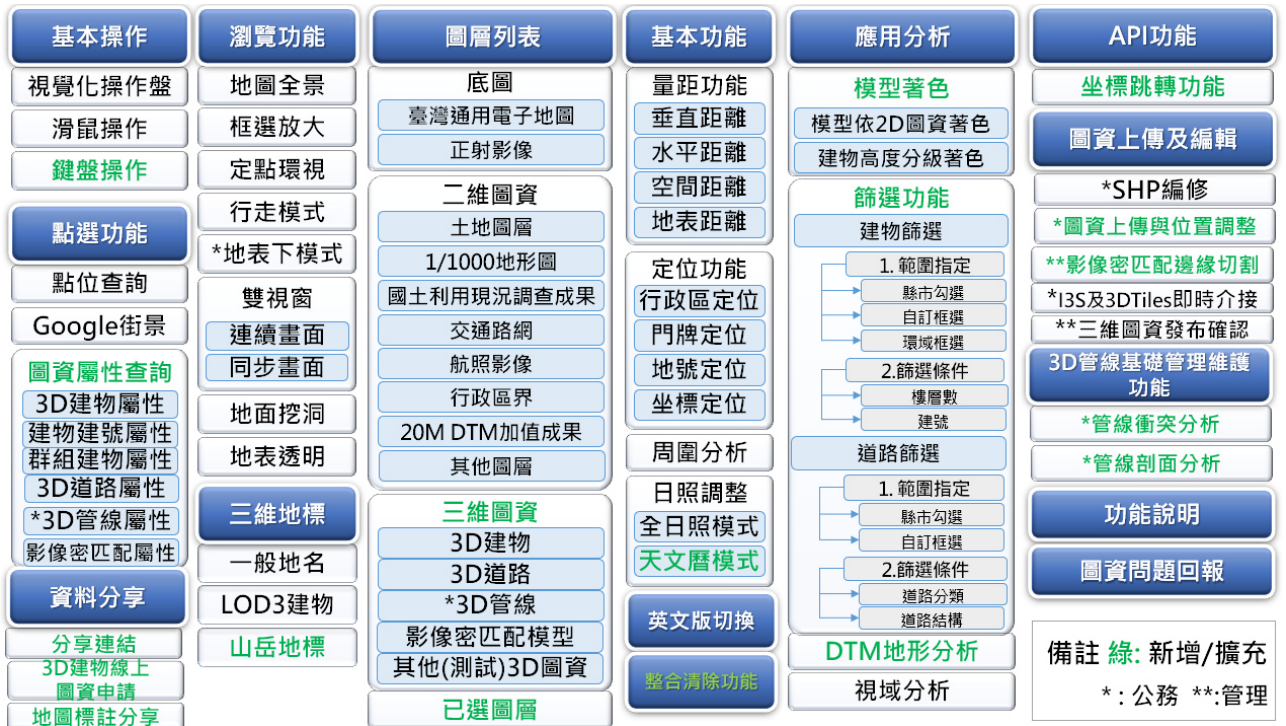 基本操作
視覺化操作盤
滑鼠操作
鍵盤操作
點選功能
點位查詢
Google街景
圖資屬性查詢
3D建物屬性
建物建號屬性
群組建物屬性
3D道路屬性
*3D管線屬性
影像密匹配屬性
資料分享
分享連結
3D建物線上
圖資申請
地圖標註分享
瀏覽功能
地圖全景
框選放大
定點環視
行走模式
*地表下模式
雙視窗
連續畫面
同步畫面
地面挖洞
地表透明
三維地標
一般地名
LOD3建物
山岳地標
圖層列表
底圖
臺灣通用電子地圖
正射影像
二維圖資
土地圖層
1/1000地形圖
國土利用現況調查成果
交通路網
航照影像
行政區界
20M DTM加值成果
其他圖層
三維圖資
3D建物
3D道路
*3D管線
影像密匹配模型
其他(測試)3D圖資
已選圖層
基本功能
量距功能
垂直距離
水平距離
空間距離
地表距離
定位功能
行政區定位
門牌定位
地號定位
坐標定位
周圍分析
日照調整
全日照模式
天文曆模式
英文版切換
整合清除功能
應用分析
模型著色
模型依2D圖資著色
建物高度分級著色
篩選功能
建物篩選
1. 範圍指定
縣市勾選
自訂框選
環域框選
2.篩選條件
樓層數
建號
道路篩選
1. 範圍指定
縣市勾選
自訂框選
2.篩選條件
道路分類
道路結構
DTM地形分析
視域分析
API功能
坐標跳轉功能
圖資上傳及編輯
*SHP編修
*圖資上傳與位置調整
**影像密匹配邊緣切割
*I3S及3DTiles即時介接
**三維圖資發布確認
3D管線基礎管理維護
功能
*管線衝突分析
*管線剖面分析
功能說明
圖資問題回報
備註 綠: 新增/擴充
*: 公務 **:管理